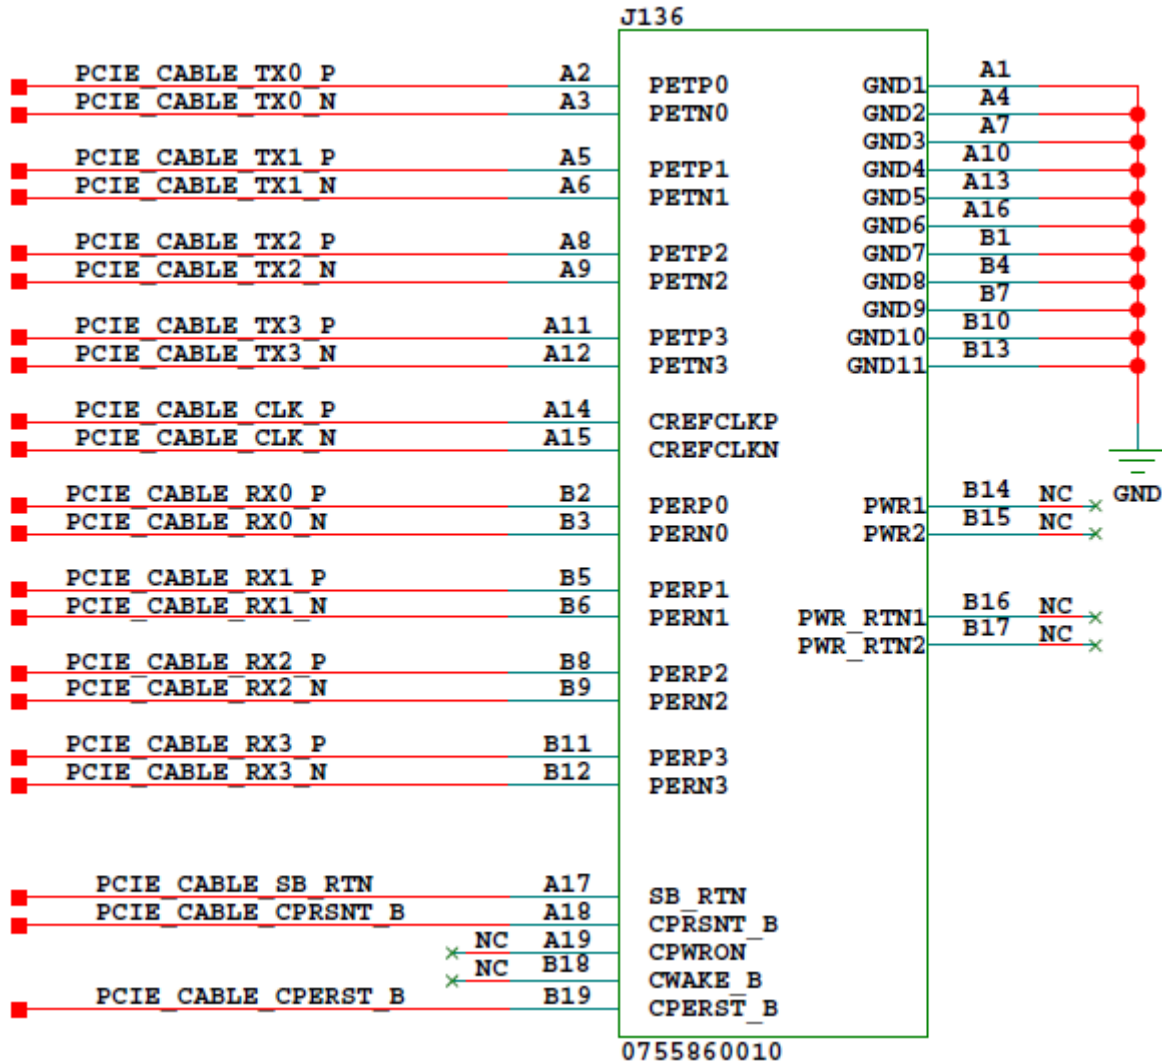 J136
PCIE_CABLE_TX0_P A2 PETP0 GND1 A1
PCIE_CABLE_TX0_N A3 PETN0 GND2 A4
GND3 A7
PCIE_CABLE_TX1_P A5 PETP1 GND4 A10
PCIE_CABLE_TX1_N A6 PETN1 GND5 A13
GND6 A16
PCIE_CABLE_TX2_P A8 PETP2 GND7 B1
PCIE_CABLE_TX2_N A9 PETN2 GND8 B4
GND9 B7
PCIE_CABLE_TX3_P A11 PETP3 GND10 B10
PCIE_CABLE_TX3_N A12 PETN3 GND11 B13
PCIE_CABLE_CLK_P A14 CREFCLKP
PCIE_CABLE_CLK_N A15 CREFCLKN
GND
PCIE_CABLE_RX0_P B2 PERP0 PWR1 B14 NC
PCIE_CABLE_RX0_N B3 PERN0 PWR2 B15 NC
PCIE_CABLE_RX1_P B5 PERP1
PCIE_CABLE_RX1_N B6 PERN1 PWR_RTN1 B16 NC
PWR_RTN2 B17 NC
PCIE_CABLE_RX2_P B8 PERP2
PCIE_CABLE_RX2_N B9 PERN2
PCIE_CABLE_RX3_P B11 PERP3
PCIE_CABLE_RX3_N B12 PERN3
PCIE_CABLE_SB_RTN A17 SB_RTN
PCIE_CABLE_CPRSNT_B A18 CPRSNT_B
NC A19 CPWRON
NC B18 CWAKE_B
PCIE_CABLE_CPERST_B B19 CPERST_B
0755860010